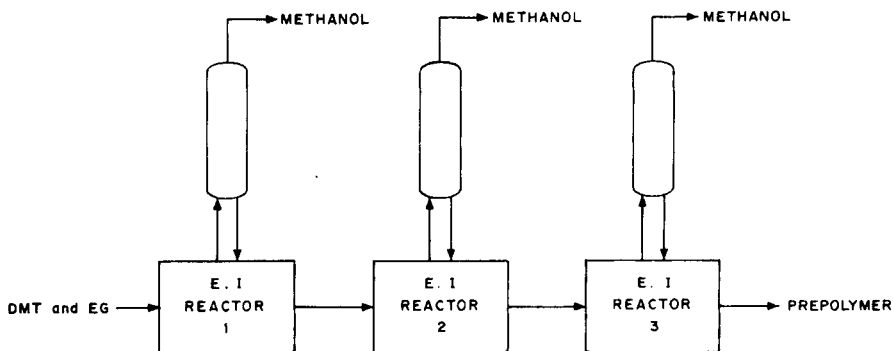 METHANOL
METHANOL
METHANOL
DMT and EG
E. I
REACTOR
1
E. I
REACTOR
2
E. I
REACTOR
3
PREPOLYMER